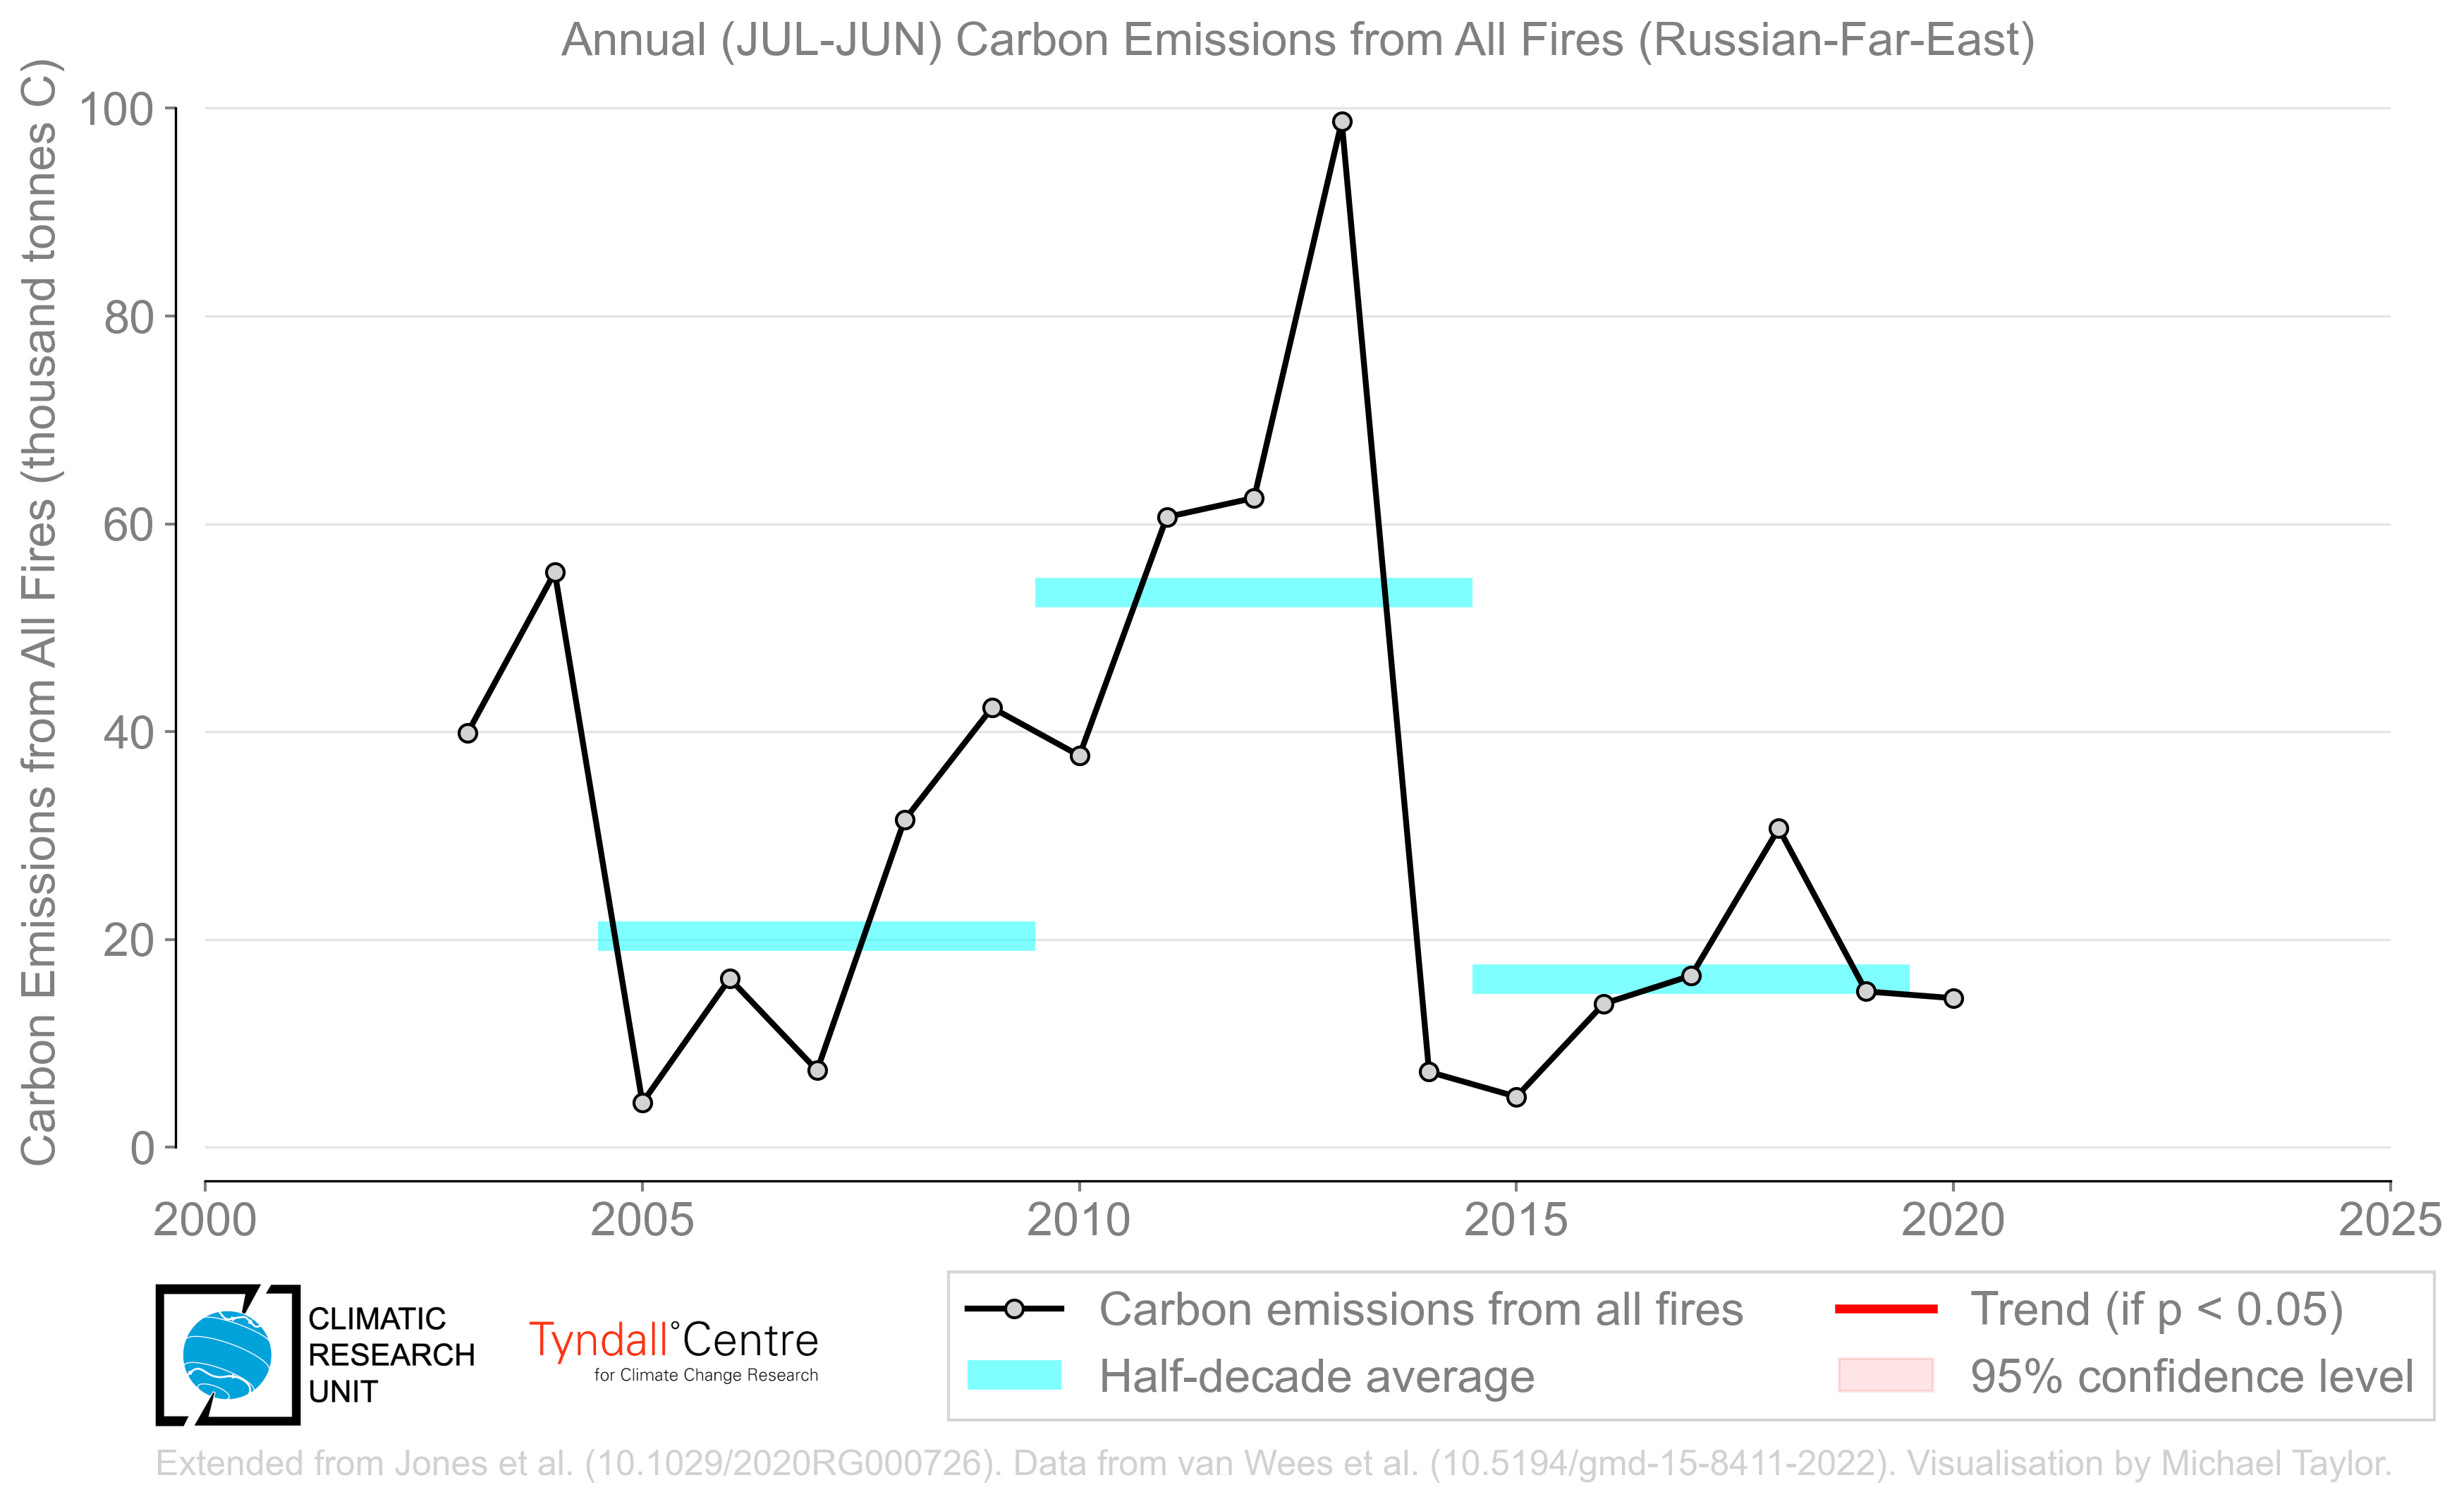 Annual (JUL-JUN) Carbon Emissions from All Fires (Russian-Far-East)
Carbon Emissions from All Fires (thousand tonnes C)
100
80
60
40
20
0
2000
2005
2010
2015
2020
2025
CLIMATIC
RESEARCH
UNIT
Tyndall°Centre
for Climate Change Research
Carbon emissions from all fires
Half-decade average
Trend (if p < 0.05)
95% confidence level
Extended from Jones et al. (10.1029/2020RG000726). Data from van Wees et al. (10.5194/gmd-15-8411-2022). Visualisation by Michael Taylor.